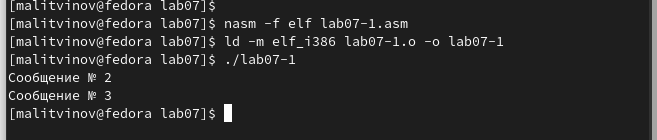 [malitvinov@fedora lab07]$
[malitvinov@fedora lab07]$ nasm -f elf lab07-1.asm
[malitvinov@fedora lab07]$ ld -m elf_i386 lab07-1.o -o lab07-1
[malitvinov@fedora lab07]$ ./lab07-1
Сообщение № 2
Сообщение № 3
[malitvinov@fedora lab07]$